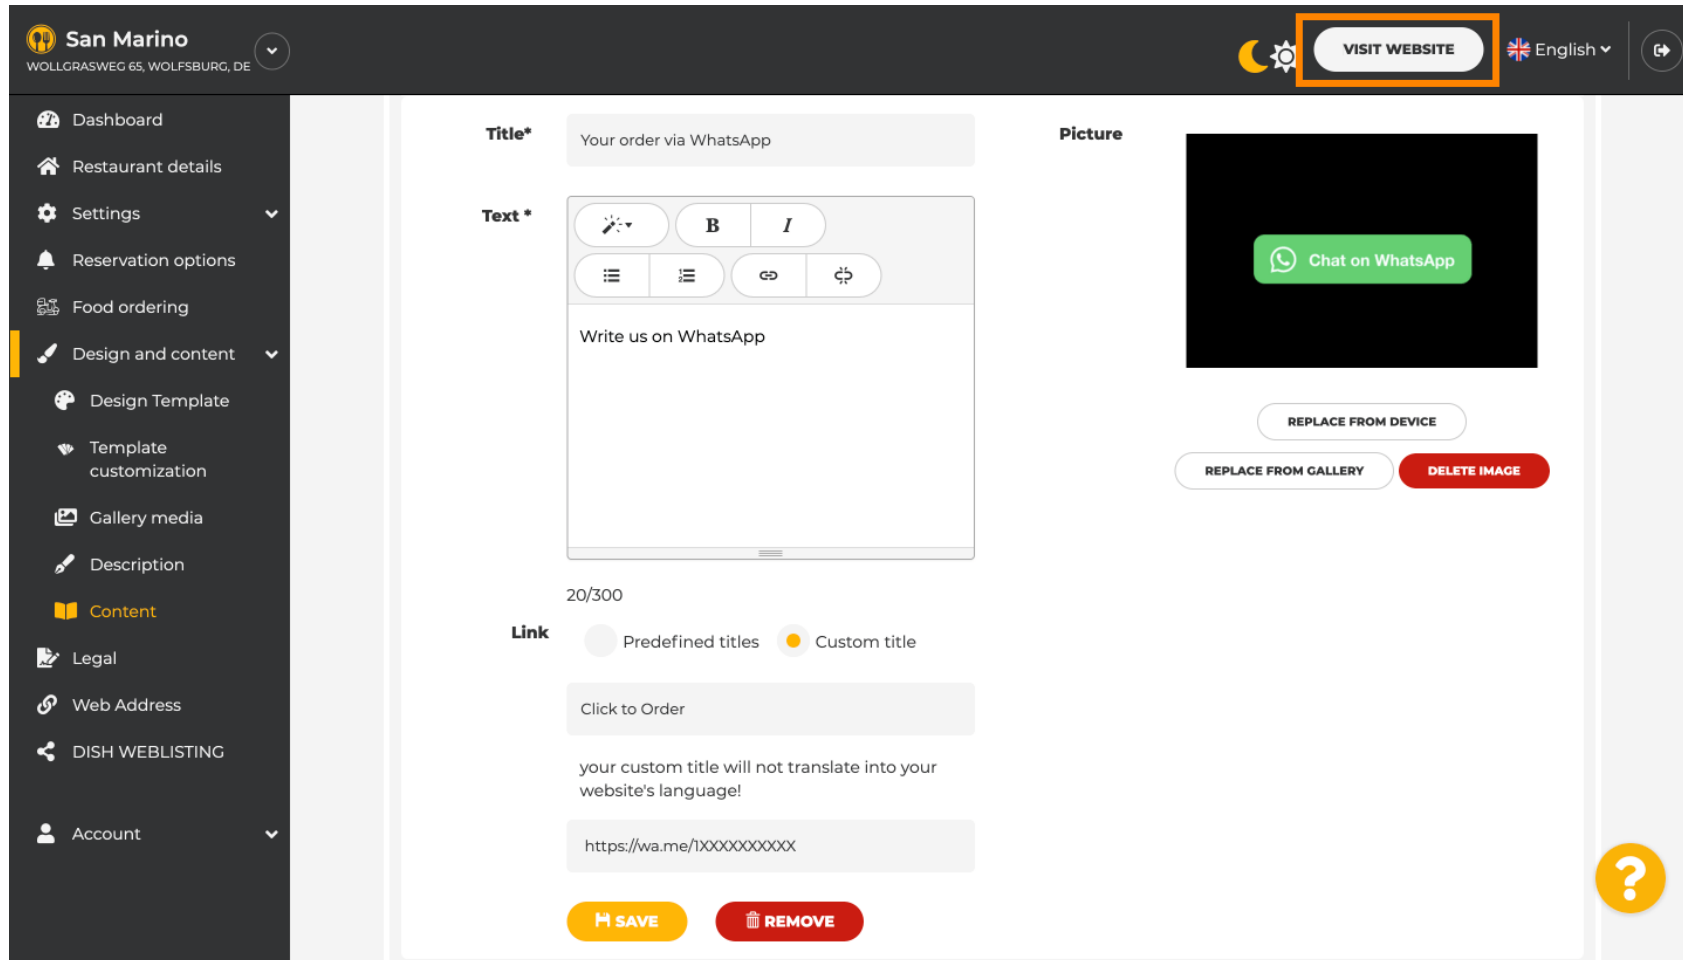 San Marino
WOLLGRASWEG 65, WOLFSBURG, DE
VISIT WEBSITE
English
Dashboard
Restaurant details
Settings
Reservation options
Food ordering
Design and content
Design Template
Template
customization
Gallery media
Description
Content
Legal
Web Address
DISH WEBLISTING
Account
Title*
Your order via WhatsApp
Text *
B I
Write us on WhatsApp
20/300
Link
Predefined titles
Custom title
Click to Order
your custom title will not translate into your
website's language!
https://wa.me/1XXXXXXXXXX
SAVE
REMOVE
Picture
Chat on WhatsApp
REPLACE FROM DEVICE
REPLACE FROM GALLERY
DELETE IMAGE
?